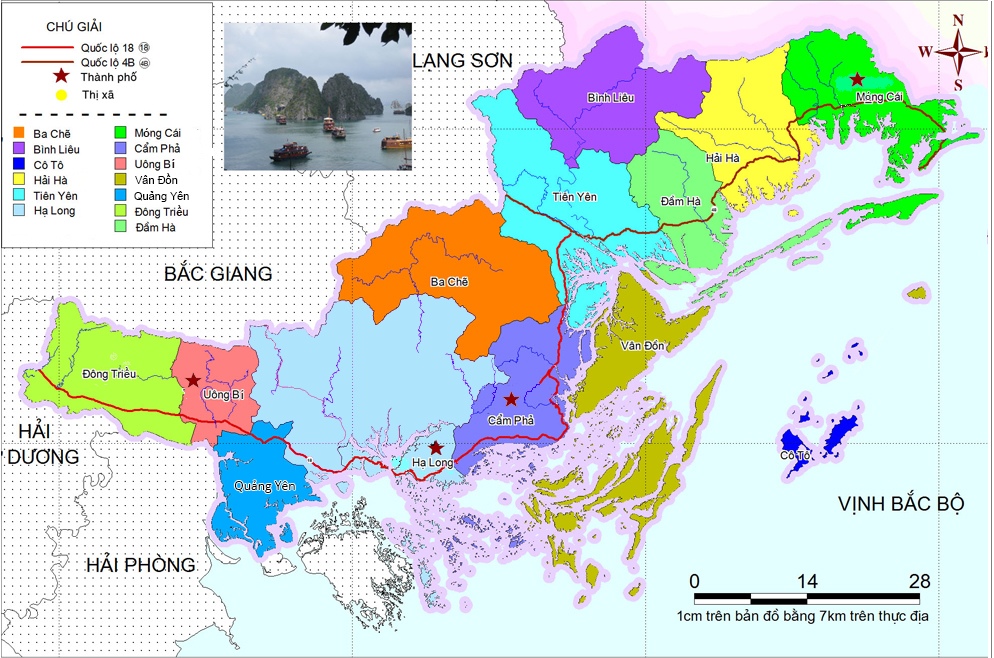 CHÚ GIẢI
Quốc lộ 18 18
Quốc lộ 4B 4B
Thành phố
Thị xã
Ba Chẽ
Bình Liêu
Cô Tô
Hải Hà
Tiên Yên
Hạ Long
Móng Cái
Cẩm Phả
Uông Bí
Vân Đồn
Quảng Yên
Đông Triều
Đầm Hà
LẠNG SƠN
N
W
S
Bình Liêu
Móng Cái
Hải Hà
Tiên Yên
Đầm Hà
BẮC GIANG
Ba Chẽ
Vân Đồn
Đông Triều
Uông Bí
Cẩm Phả
HẢI
DƯƠNG
Hạ Long
Cô Tô
Quảng Yên
VỊNH BẮC BỘ
HẢI PHÒNG
0 14 28
1cm trên bản đồ bằng 7km trên thực địa